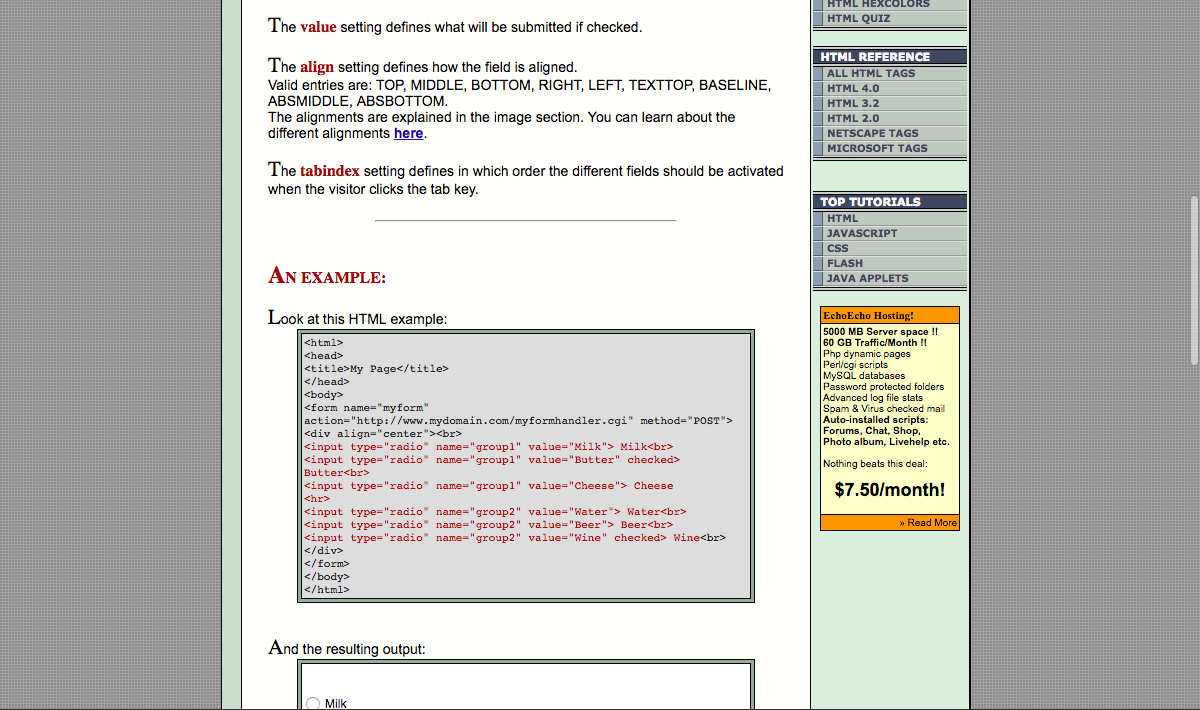 The value setting defines what will be submitted if checked.
The align setting defines how the field is aligned.
Valid entries are: TOP, MIDDLE, BOTTOM, RIGHT, LEFT, TEXTTOP, BASELINE,
ABSMIDDLE, ABSBOTTOM.
The alignments are explained in the image section. You can learn about the
different alignments here.
The tabindex setting defines in which order the different fields should be activated
when the visitor clicks the tab key.
AN EXAMPLE:
Look at this HTML example:
<html>
<head>
<title>My Page</title>
</head>
<body>
<form name="myform"
action="http://www.mydomain.com/myformhandler.cgi" method="POST">
<div align="center"><br>
<input type="radio" name="group1" value="Milk"> Milk<br>
<input type="radio" name="group1" value="Butter" checked>
Butter<br>
<input type="radio" name="group1" value="Cheese"> Cheese
<hr>
<input type="radio" name="group2" value="Water"> Water<br>
<input type="radio" name="group2" value="Beer"> Beer<br>
<input type="radio" name="group2" value="Wine" checked> Wine<br>
</div>
</form>
</body>
</html>
And the resulting output:
Milk
HTML HEXCOLORS
HTML QUIZ
HTML REFERENCE
ALL HTML TAGS
HTML 4.0
HTML 3.2
HTML 2.0
NETSCAPE TAGS
MICROSOFT TAGS
TOP TUTORIALS
HTML
JAVASCRIPT
CSS
FLASH
JAVA APPLETS
EchoEcho Hosting!
5000 MB Server space !!
60 GB Traffic/Month !!
Php dynamic pages
Perl/cgi scripts
MySQL databases
Password protected folders
Advanced log file stats
Spam & Virus checked mail
Auto-installed scripts:
Forums, Chat, Shop,
Photo album, Livehelp etc.
Nothing beats this deal:
$7.50/month!
» Read More